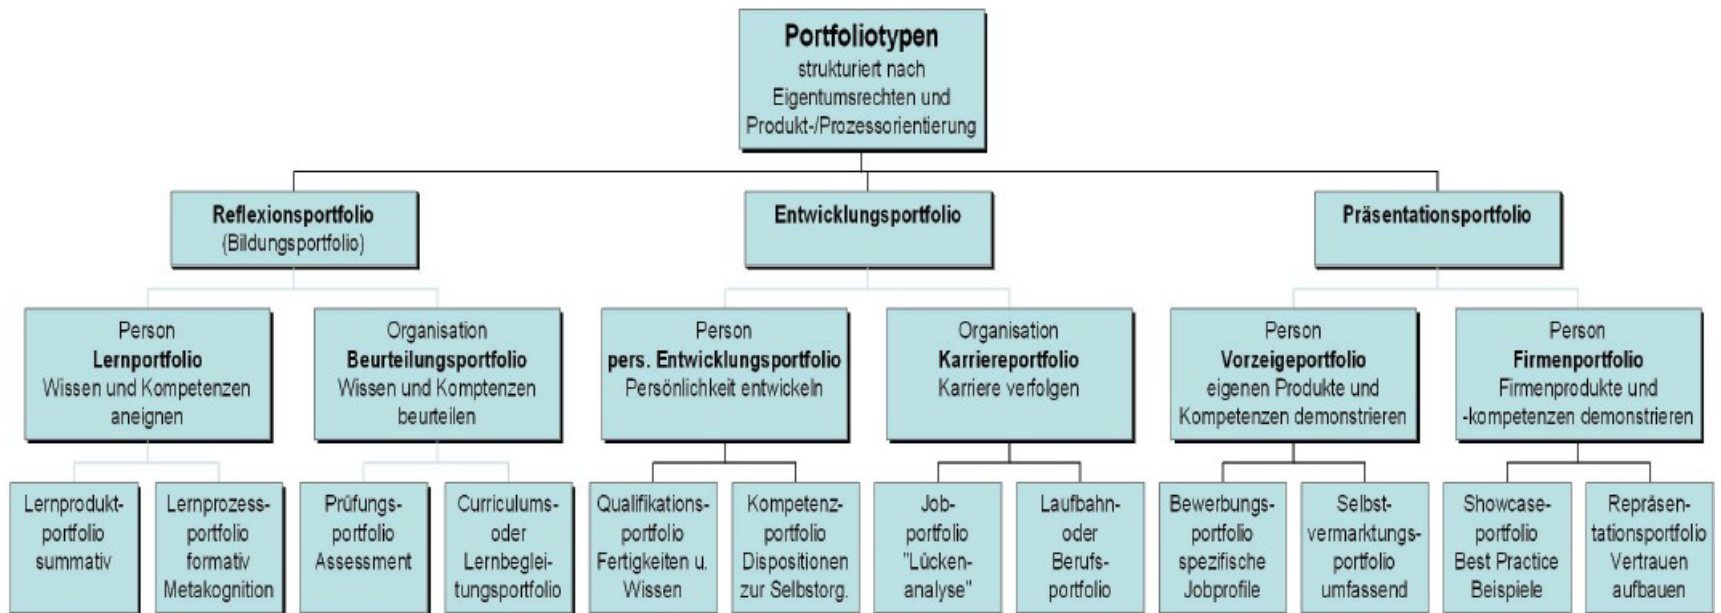 Portfoliotypen
strukturiert nach
Eigentumsrechten und
Produkt-/Prozessorientierung
Reflexionsportfolio
(Bildungsportfolio)
Entwicklungsportfolio
Präsentationsportfolio
Person
Lernportfolio
Wissen und Kompetenzen
aneignen
Organisation
Beurteilungsportfolio
Wissen und Komptenzen
beurteilen
Person
pers. Entwicklungsportfolio
Persönlichkeit entwickeln
Organisation
Karriereportfolio
Karriere verfolgen
Person
Vorzeigeportfolio
eigenen Produkte und
Kompetenzen demonstrieren
Person
Firmenportfolio
Firmenprodukte und
-kompetenzen demonstrieren
Lernprodukt-
portfolio
summativ
Lernprozess-
portfolio
formativ
Metakognition
Prüfungs-
portfolio
Assessment
Curriculums-
oder
Lernbeglei-
tungsportfolio
Qualifikations-
portfolio
Fertigkeiten u.
Wissen
Kompetenz-
portfolio
Dispositionen
zur Selbstorg.
Job-
portfolio
"Lücken-
analyse"
Laufbahn-
oder
Berufs-
portfolio
Bewerbungs-
portfolio
spezifische
Jobprofile
Selbst-
vermarktungs-
portfolio
umfassend
Showcase-
portfolio
Best Practice
Beispiele
Repräsen-
tationsportfolio
Vertrauen
aufbauen